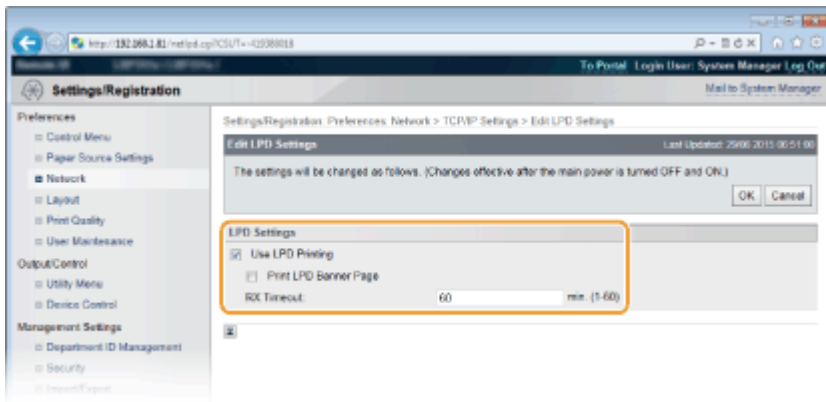 http://192.168.1.81/netlpd.cgi?CSUT=
To Portal Login User: System Manager Log Out
Settings/Registration
Mail to System Manager
Preferences
Control Menu
Paper Source Settings
Network
Layout
Print Quality
User Maintenance
Output/Control
Utility Menu
Device Control
Management Settings
Department ID Management
Security
Import/Export
Settings/Registration: Preferences: Network > TCP/IP Settings > Edit LPD Settings
Edit LPD Settings
Last Updated: 29/06 2015 06:51:00
The settings will be changed as follows. (Changes effective after the main power is turned OFF and ON.)
OK Cancel
LPD Settings
Use LPD Printing
Print LPD Banner Page
RX Timeout: 60 min. (1-60)